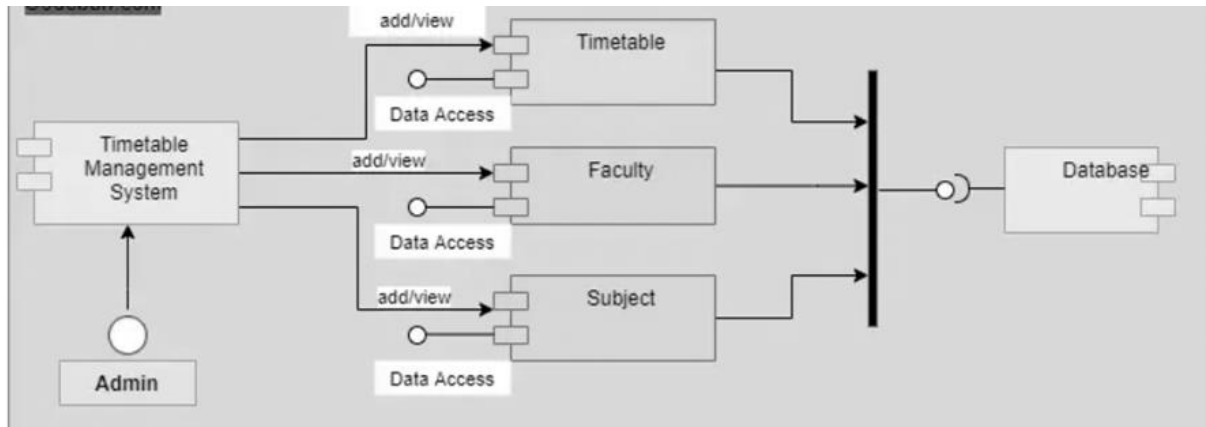 add/view
Timetable
Data Access
Timetable
Management
System
add/view
Faculty
Database
Data Access
add/view
Subject
Data Access
Admin